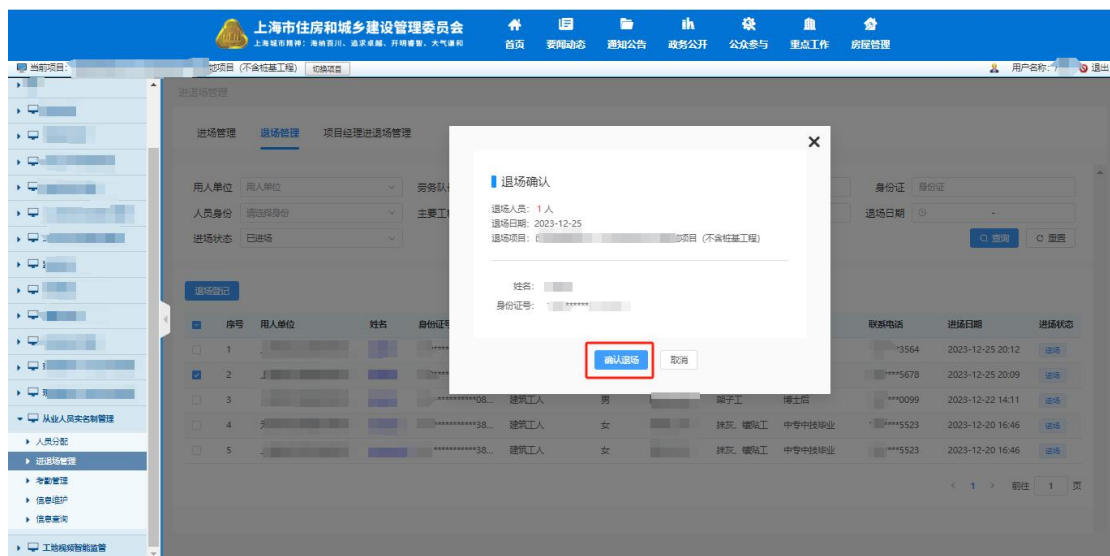 上海市住房和城乡建设管理委员会
上海城市精神：海纳百川、追求卓越、开明睿智、大气谦和
首页 要闻动态 通知公告 政务公开 公众参与 重点工作 房屋管理
当前项目： 项目 (不含桩基工程) 切换项目 用户名称： 退出
进退场管理
进场管理 退场管理 项目经理进退场管理
用人单位 用人单位 劳务队 身份证 身份证
人员身份 请选择身份 主要工 退场日期 -
进场状态 已进场 查询 重置
退场登记
序号 用人单位 姓名 身份证号 联系电话 进场日期 进场状态
1 3564 2023-12-25 20:12 进场
2 ****5678 2023-12-25 20:09 进场
3 **********08... 建筑工人 男 架子工 博士后 ***0099 2023-12-22 14:11 进场
4 ***********38... 建筑工人 女 抹灰、镶贴工 中专中技毕业 ****5523 2023-12-20 16:46 进场
5 ***********38... 建筑工人 女 抹灰、镶贴工 中专中技毕业 ***5523 2023-12-20 16:46 进场
1 前往 1 页
退场确认
退场人员： 1 人
退场日期： 2023-12-25
退场项目： 项目 (不含桩基工程)
姓名：
身份证号： ******
确认退场 取消
从业人员实名制管理
人员分配
进退场管理
考勤管理
信息维护
信息查询
工地视频智能监管